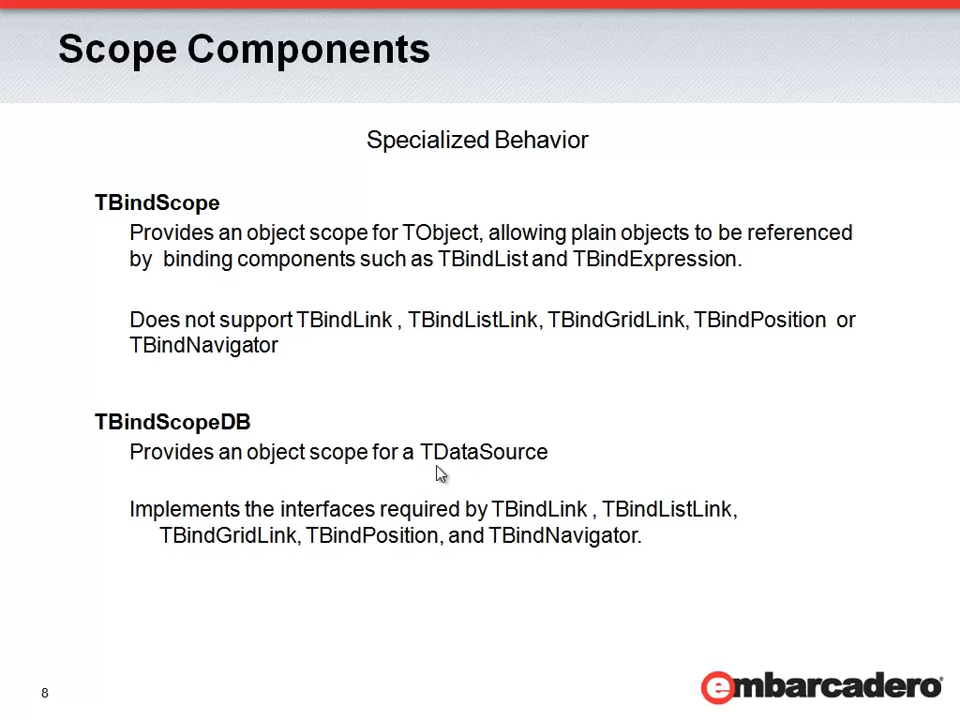 Scope Components
Specialized Behavior
TBindScope
Provides an object scope for TObject, allowing plain objects to be referenced
by binding components such as TBindList and TBindExpression.
Does not support TBindLink , TBindListLink, TBindGridLink, TBindPosition or
TBindNavigator
TBindScopeDB
Provides an object scope for a TDataSource
Implements the interfaces required by TBindLink , TBindListLink,
TBindGridLink, TBindPosition, and TBindNavigator.
8
embarcadero